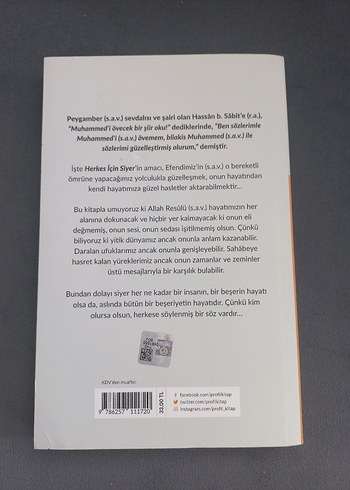 Peygamber (s.a.v.) sevdalısı ve şairi olan Hassân b. Sâbit'e (r.a.),
"Muhammed'i övecek bir şiir oku!" dediklerinde, "Ben sözlerimle
Muhammed'i (s.a.v.) övemem, bilakis Muhammed (s.a.v.) ile
sözlerimi güzelleştirmiş olurum," demiştir.
İşte Herkes İçin Siyer'in amacı, Efendimiz'in (s.a.v.) o bereketli
ömrüne yapacağımız yolculukla güzelleşmek, onun hayatından
kendi hayatımıza güzel hasletler aktarabilmektir...
Bu kitapla umuyoruz ki Allah Resûlü (s.a.v.) hayatımızın her
alanına dokunacak ve hiçbir yer kalmayacak ki onun eli
değmemiş, onun sesi, onun sedası işitilmemiş olsun. Çünkü
biliyoruz ki yitik dünyamız ancak onunla anlam kazanabilir.
Daralan ufuklarımız ancak onunla genişleyebilir. Sahâbeye
hasret kalan yüreklerimiz ancak onun zamanlar ve zeminler
üstü mesajlarıyla bir karşılık bulabilir.
Bundan dolayı siyer her ne kadar bir insanın, bir beşerin hayatı
olsa da, aslında bütün bir beşeriyetin hayatıdır. Çünkü kim
olursa olsun, herkese söylenmiş bir söz vardır...
KDV'den muaftır.
9 786257 111720
33,00 TL
facebook.com/profilkitap
twitter.com/profilkitap
instagram.com/profil_kitap